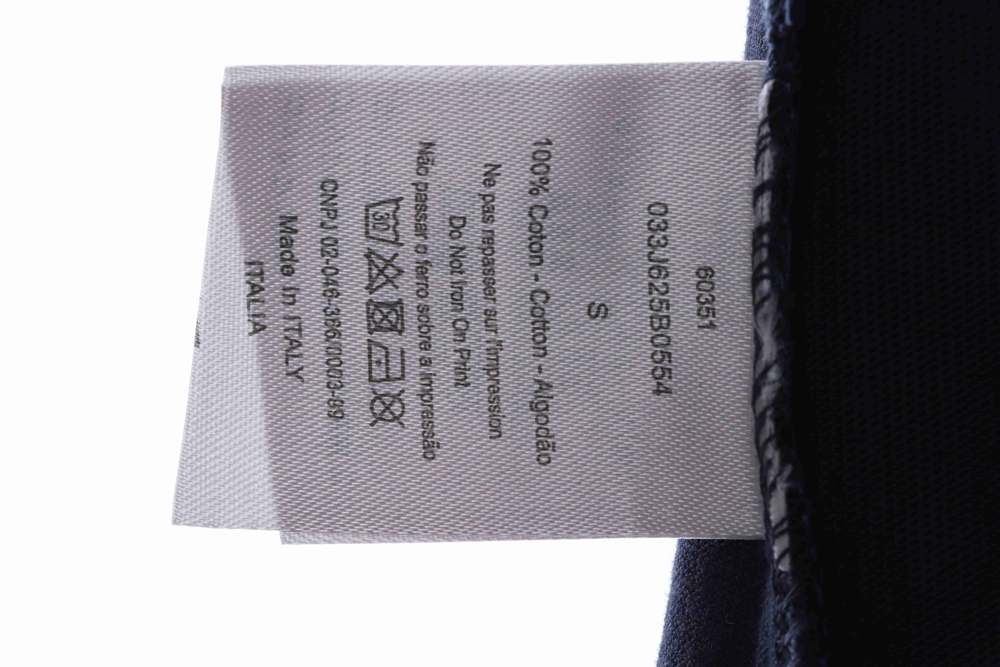 60351
033J625B0554
S
100% Coton - Cotton - Algodão
Ne pas repasser sur l'impression
Do Not Iron On Print
Não passar o ferro sobre a impressão
30
CNPJ 02-046-366/0003-69
Made In ITALY
ITALIA